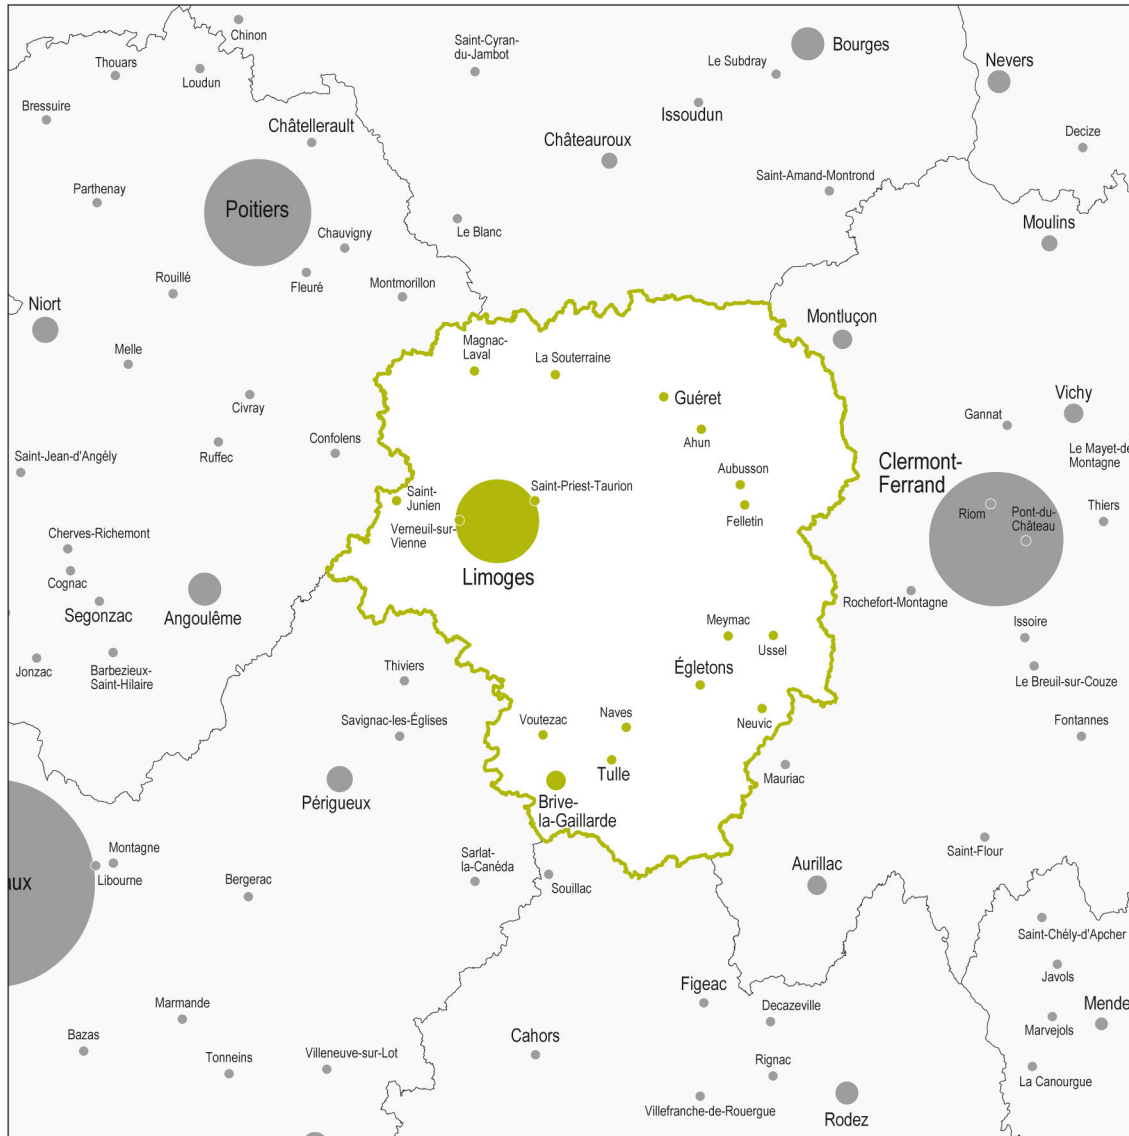 Chinon
Thouars
Loudun
Saint-Cyran-
du-Jambot
Le Subdray
Bourges
Nevers
Bressuire
Issoudun
Châtellerault
Châteauroux
Decize
Parthenay
Saint-Amand-Montrond
Poitiers
Chauvigny
Le Blanc
Moulins
Rouillé
Fleuré
Montmorillon
Niort
Montluçon
Melle
Magnac-
Laval
La Souterraine
Guéret
Vichy
Civray
Gannat
Confolens
Ahun
Ruffec
Saint-Jean-d'Angély
Le Mayet-de
Montagne
Clermont-
Ferrand
Aubusson
Saint-Priest-Taurion
Saint-
Junien
Felletin
Riom
Pont-du-
Château
Thiers
Verneuil-sur-
Vienne
Cherves-Richemont
Cognac
Limoges
Segonzac
Angoulême
Rochefort-Montagne
Meymac
Ussel
Issoire
Jonzac
Barbezieux-
Saint-Hilaire
Thiviers
Égletons
Le Breuil-sur-Couze
Savignac-les-Églises
Voutezac
Naves
Neuvic
Fontannes
Tulle
Mauriac
Périgueux
Brive-
la-Gaillarde
Montagne
Libourne
aux
Bergerac
Sarlat-
la-Canéda
Souillac
Aurillac
Saint-Flour
Saint-Chély-d'Apcher
Javols
Figeac
Decazeville
Marmande
Mende
Marvejols
Bazas
Cahors
Tonneins
Villeneuve-sur-Lot
Rignac
La Canourgue
Villefranche-de-Rouergue
Rodez